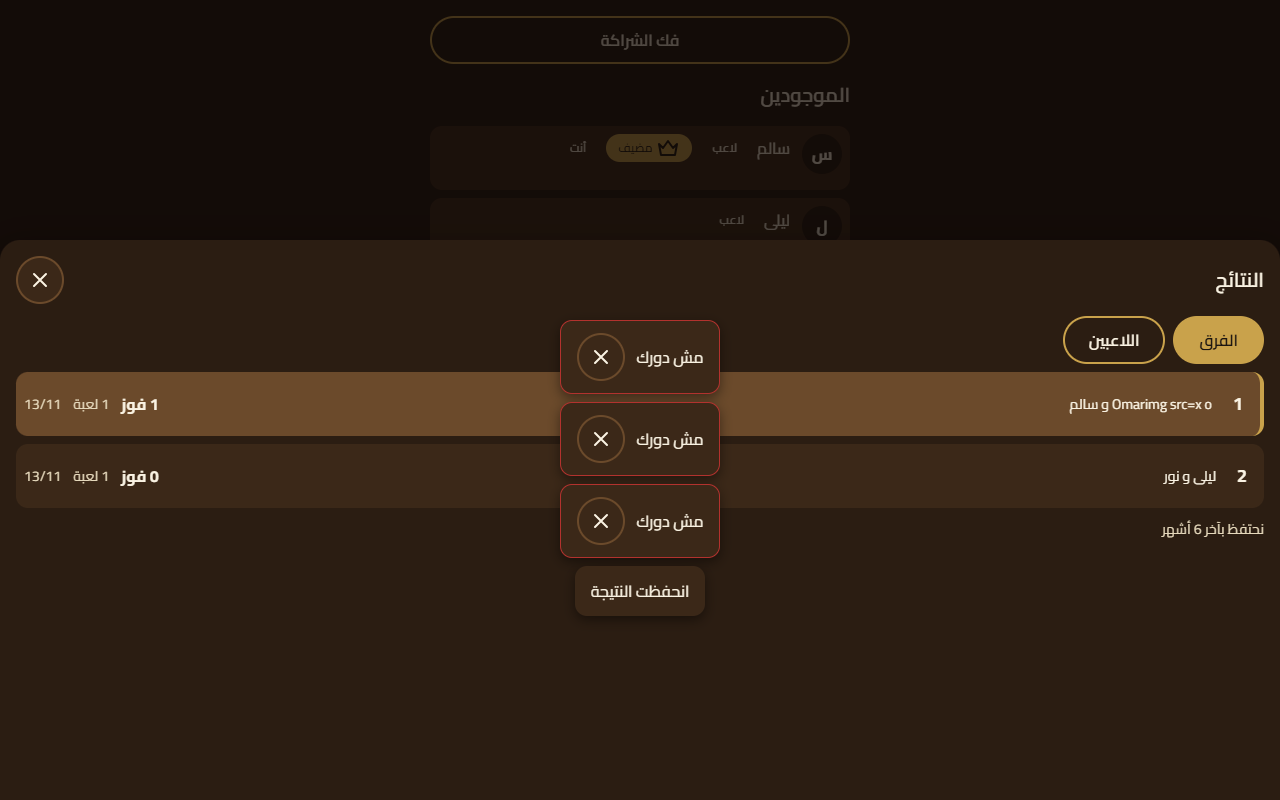 فك الشراكة
الموجودين
س سالم لاعب مضيف أنت
ل ليلى لاعب
النتائج
الفرق اللاعبين
مش دورك
1 Omarimg src=x o و سالم 1 فوز 1 لعبة 13/11
مش دورك
2 ليلى و نور 0 فوز 1 لعبة 13/11
مش دورك
نحتفظ بآخر 6 أشهر
انحفظت النتيجة